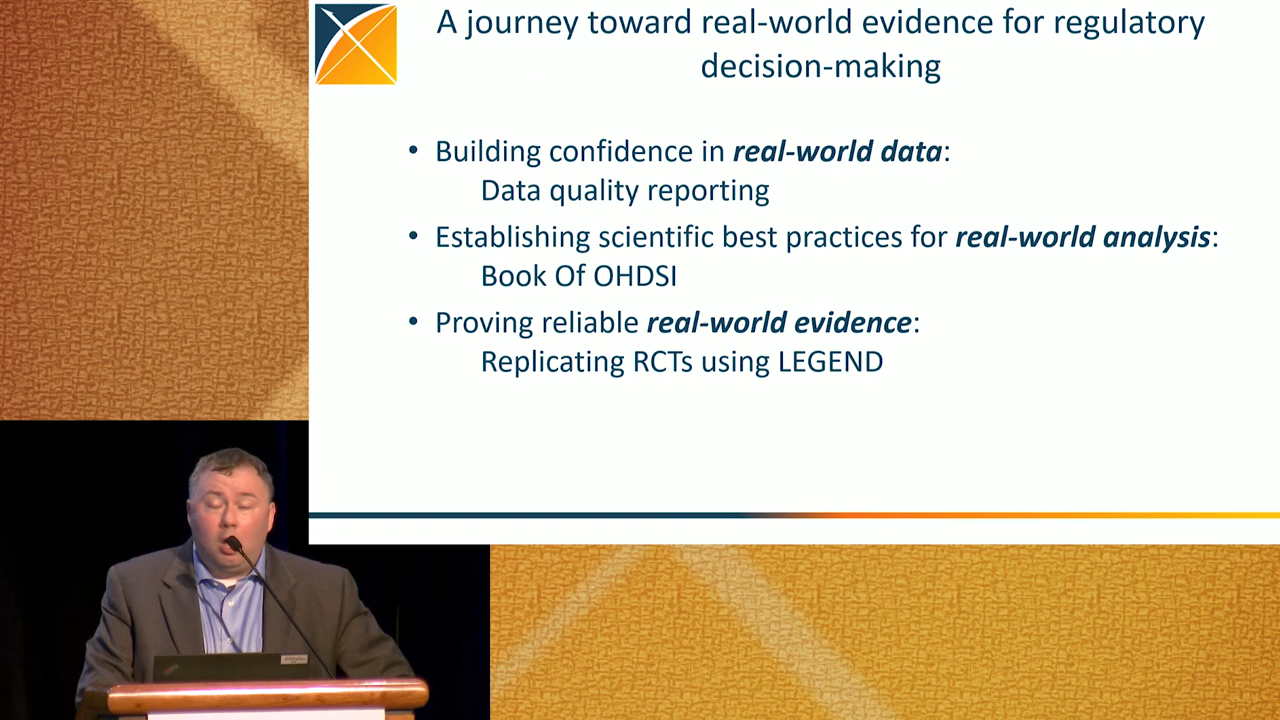 A journey toward real-world evidence for regulatory
decision-making
• Building confidence in real-world data:
Data quality reporting
• Establishing scientific best practices for real-world analysis:
Book Of OHDSI
• Proving reliable real-world evidence:
Replicating RCTs using LEGEND